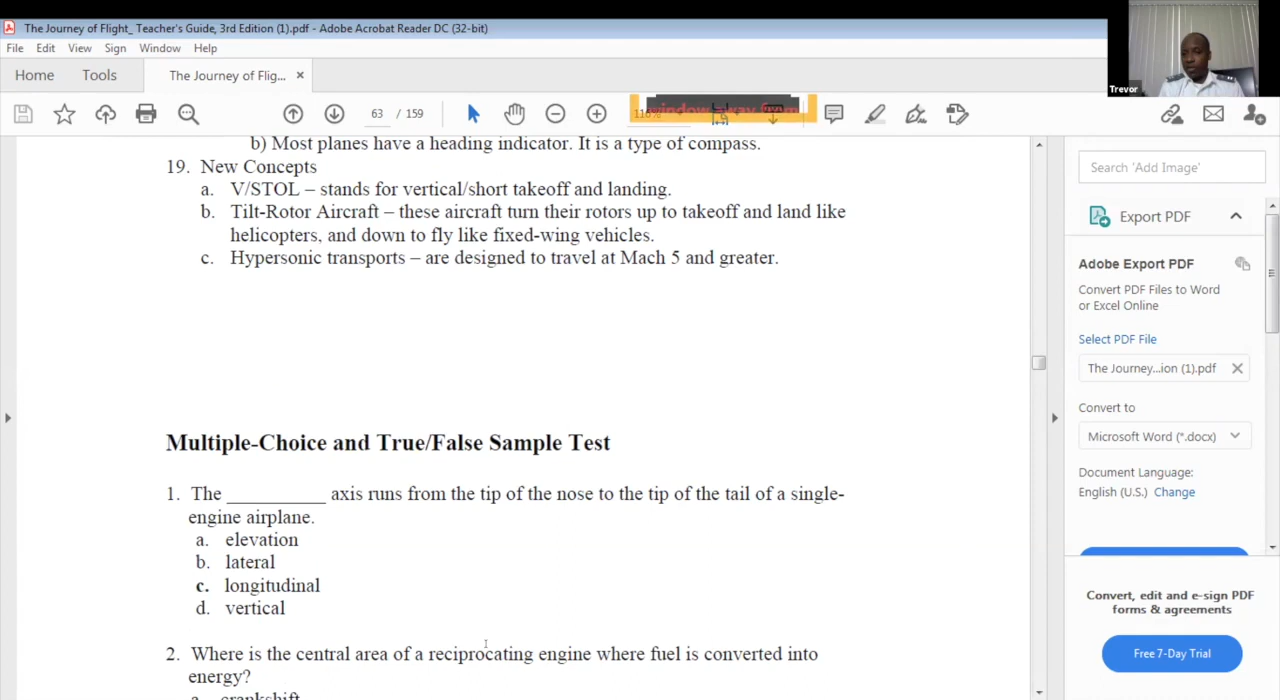 The Journey of Flight_ Teacher's Guide, 3rd Edition (1).pdf - Adobe Acrobat Reader DC (32-bit)
File Edit View Sign Window Help
Home Tools The Journey of Flig... ×
63 / 159
window away from
116%
Trevor
b) Most planes have a heading indicator. It is a type of compass.
19. New Concepts
a. V/STOL – stands for vertical/short takeoff and landing.
b. Tilt-Rotor Aircraft – these aircraft turn their rotors up to takeoff and land like
helicopters, and down to fly like fixed-wing vehicles.
c. Hypersonic transports – are designed to travel at Mach 5 and greater.
Multiple-Choice and True/False Sample Test
1. The __________ axis runs from the tip of the nose to the tip of the tail of a single-
engine airplane.
a. elevation
b. lateral
c. longitudinal
d. vertical
2. Where is the central area of a reciprocating engine where fuel is converted into
energy?
a. crankshift
Search 'Add Image'
Export PDF
Adobe Export PDF
Convert PDF Files to Word
or Excel Online
Select PDF File
The Journey...ion (1).pdf ×
Convert to
Microsoft Word (*.docx)
Document Language:
English (U.S.) Change
Convert, edit and e-sign PDF
forms & agreements
Free 7-Day Trial